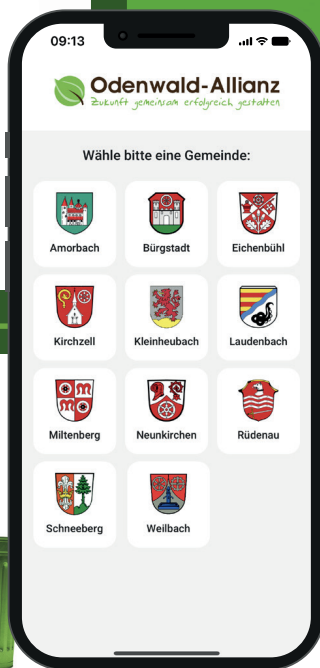 09:13
Odenwald-Allianz
Zukunft gemeinsam erfolgreich gestalten
Wähle bitte eine Gemeinde:
Amorbach
Bürgstadt
Eichenbühl
Kirchzell
Kleinheubach
Laudenbach
Miltenberg
Neunkirchen
Rüdenau
Schneeberg
Weilbach